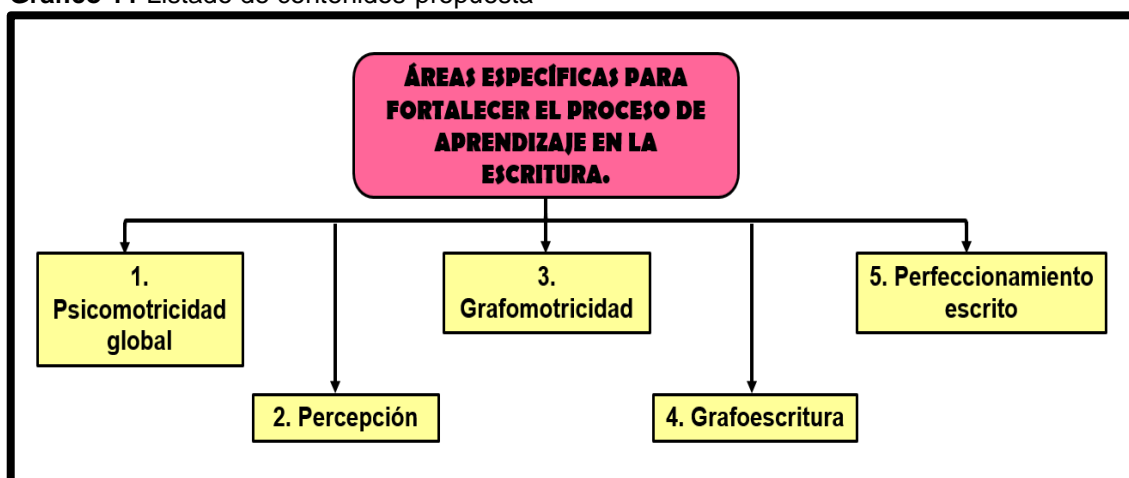 ÁREAS ESPECÍFICAS PARA
FORTALECER EL PROCESO DE
APRENDIZAJE EN LA
ESCRITURA.
1.
Psicomotricidad
global
2. Percepción
3.
Grafomotricidad
4. Grafoescritura
5. Perfeccionamiento
escrito